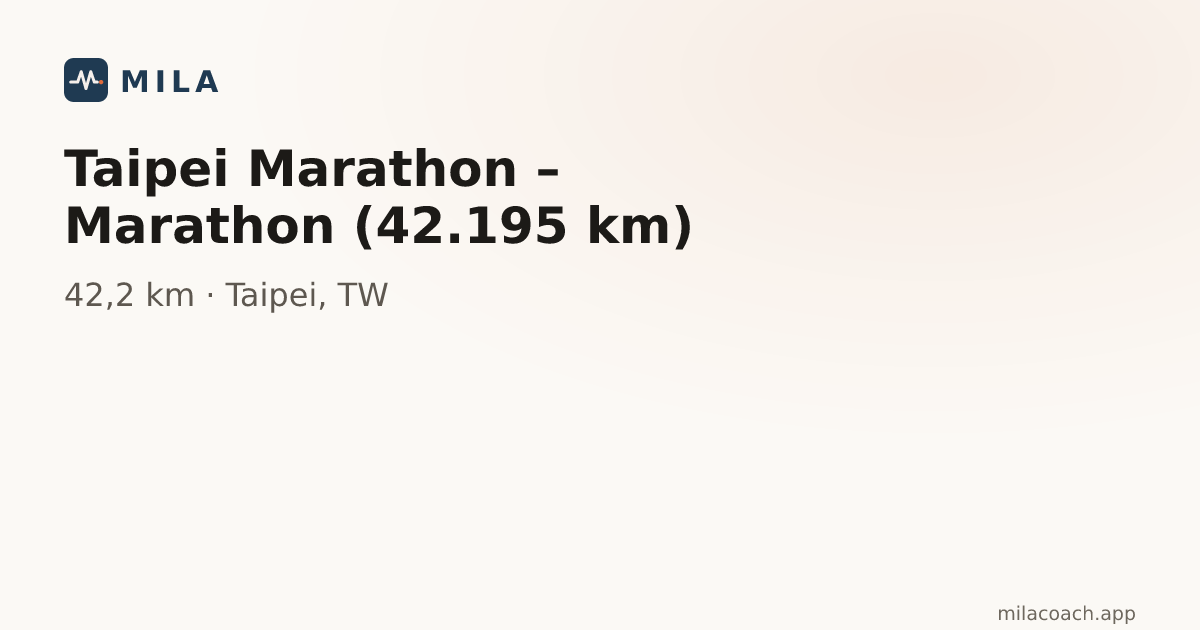 MILA
Taipei Marathon –
Marathon (42.195 km)
42,2 km · Taipei, TW
milacoach.app